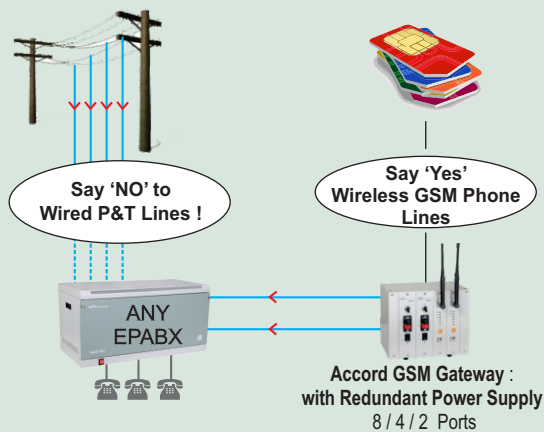 Say ‘NO’ to
Wired P&T Lines !
Say ‘Yes’
Wireless GSM Phone
Lines
ANY
EPABX
Accord GSM Gateway :
with Redundant Power Supply
8 / 4 / 2 Ports